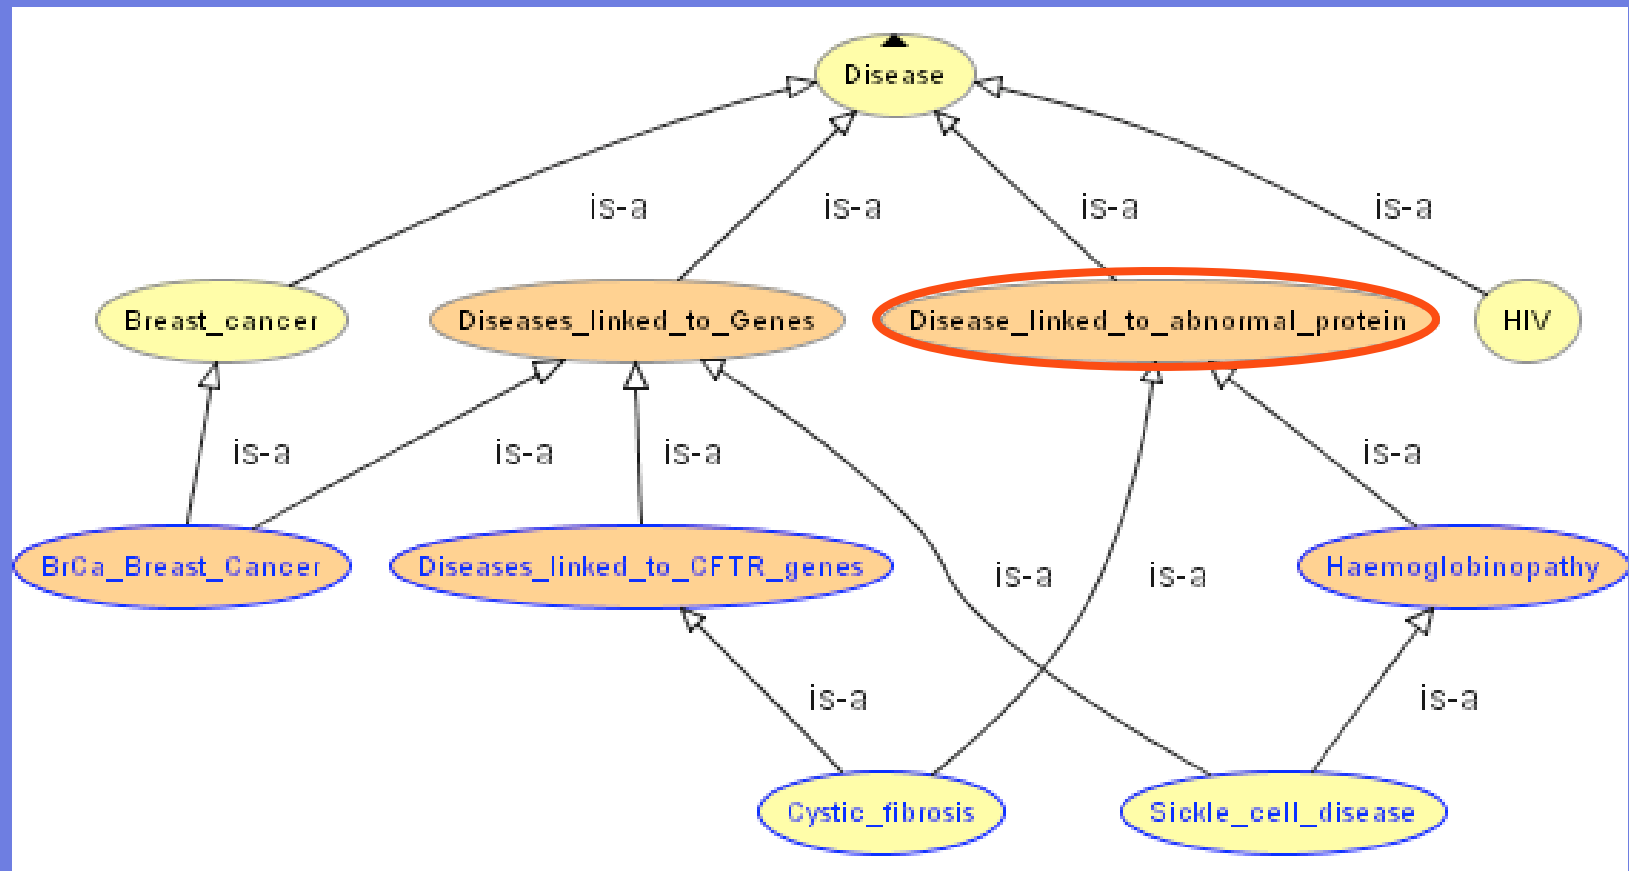 Disease
is-a
is-a
is-a
is-a
Breast_cancer
Diseases_linked_to_Genes
Disease_linked_to_abnormal_protein
HIV
is-a
is-a
is-a
is-a
BrCa_Breast_Cancer
Diseases_linked_to_CFTR_genes
is-a
is-a
Haemoglobinopathy
is-a
is-a
Cystic_fibrosis
Sickle_cell_disease